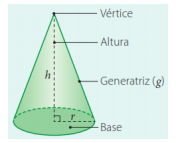 Vértice
Altura
h
Generatriz (g)
r
Base